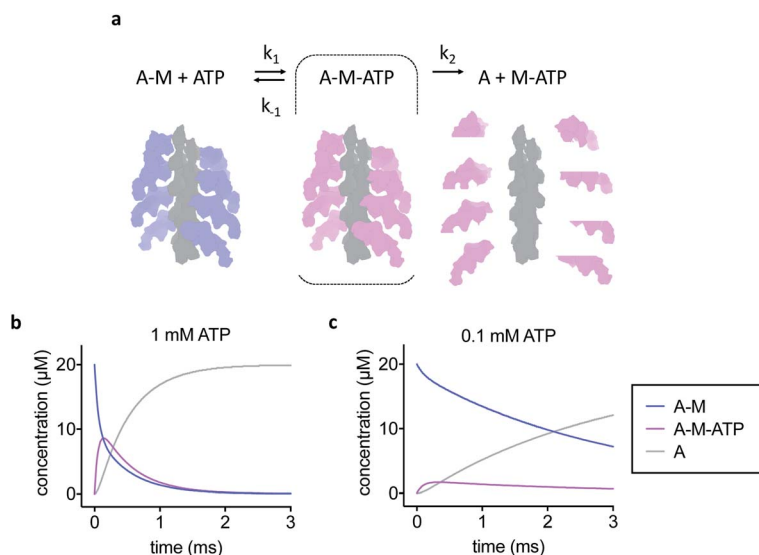 a
k₁ k₂
A-M + ATP A-M-ATP A + M-ATP
k₋₁
b c
1 mM ATP 0.1 mM ATP
concentration (μM)
20
10
0
0 1 2 3
time (ms)
concentration (μM)
20
10
0
0 1 2 3
time (ms)
A-M
A-M-ATP
A